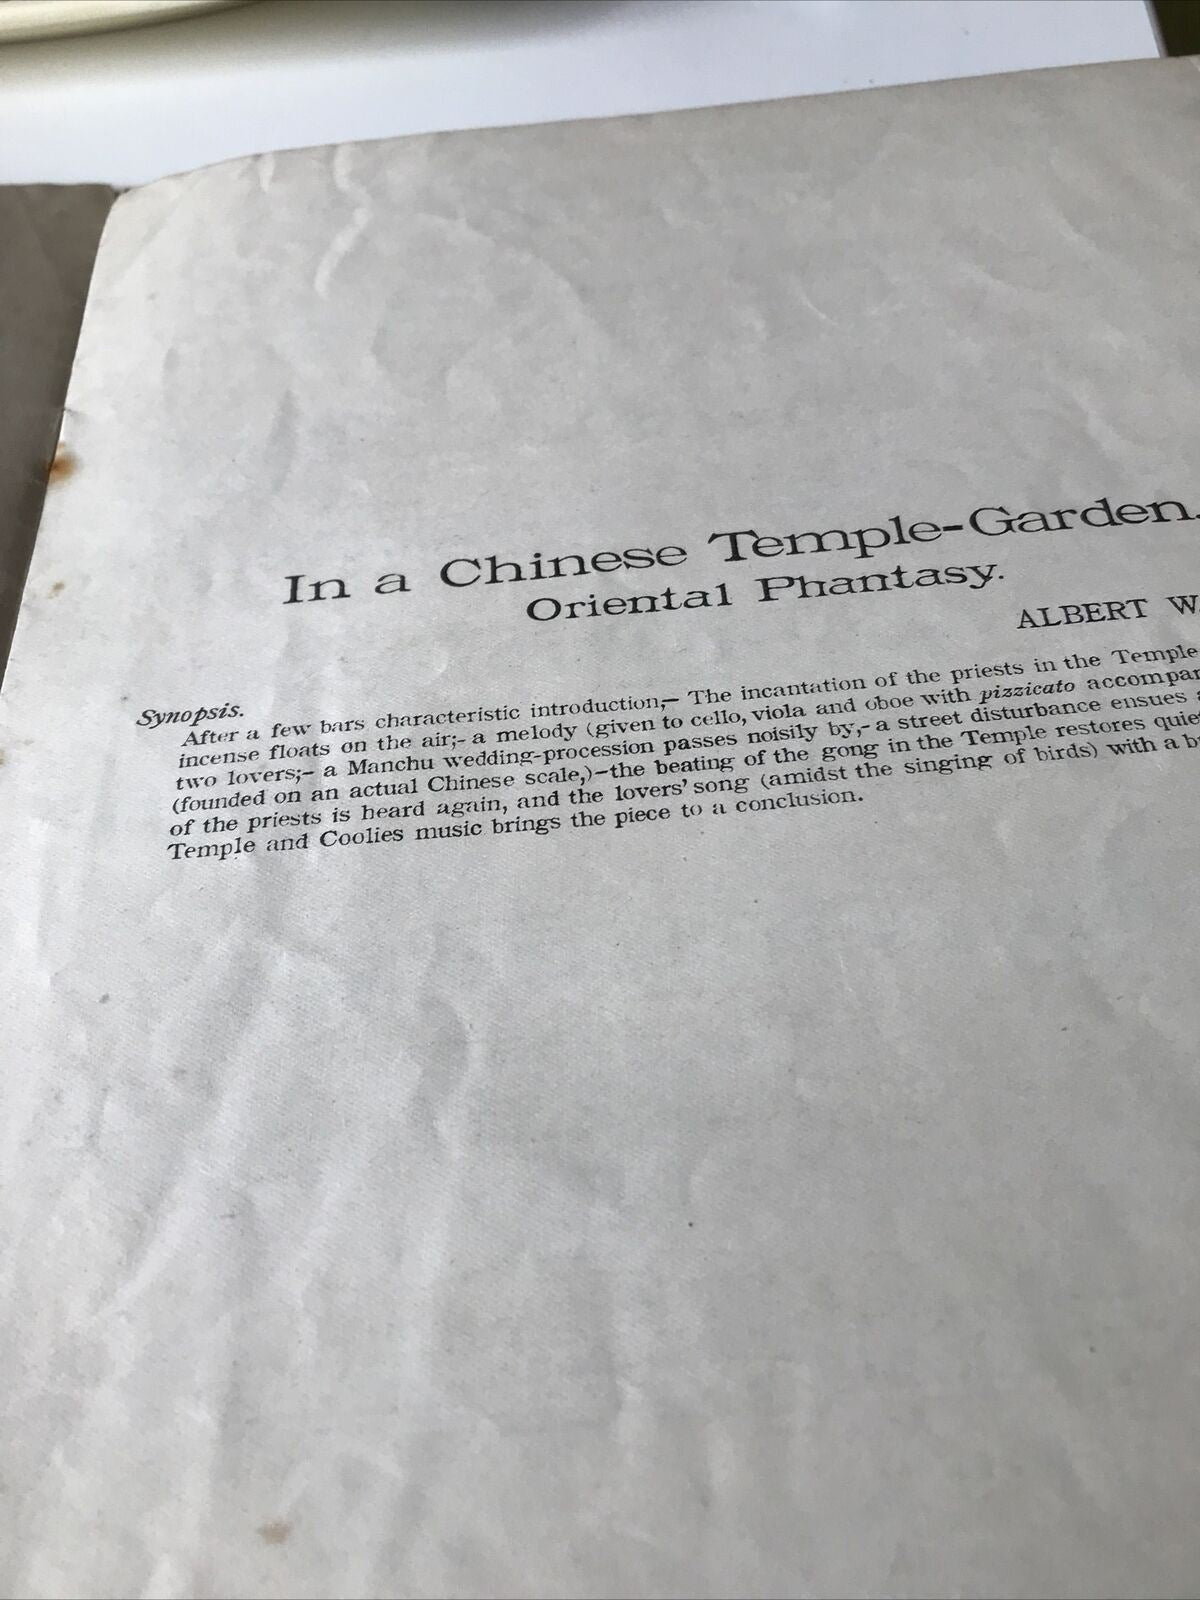 In a Chinese Temple-Garden.
Oriental Phantasy.
ALBERT W.
Synopsis.
After a few bars characteristic introduction,- The incantation of the priests in the Temple
incense floats on the air;- a melody (given to cello, viola and oboe with pizzicato accompan
two lovers;- a Manchu wedding-procession passes noisily by,- a street disturbance ensues
(founded on an actual Chinese scale,)-the beating of the gong in the Temple restores quie
of the priests is heard again, and the lovers' song (amidst the singing of birds) with a b
Temple and Coolies music brings the piece to a conclusion.